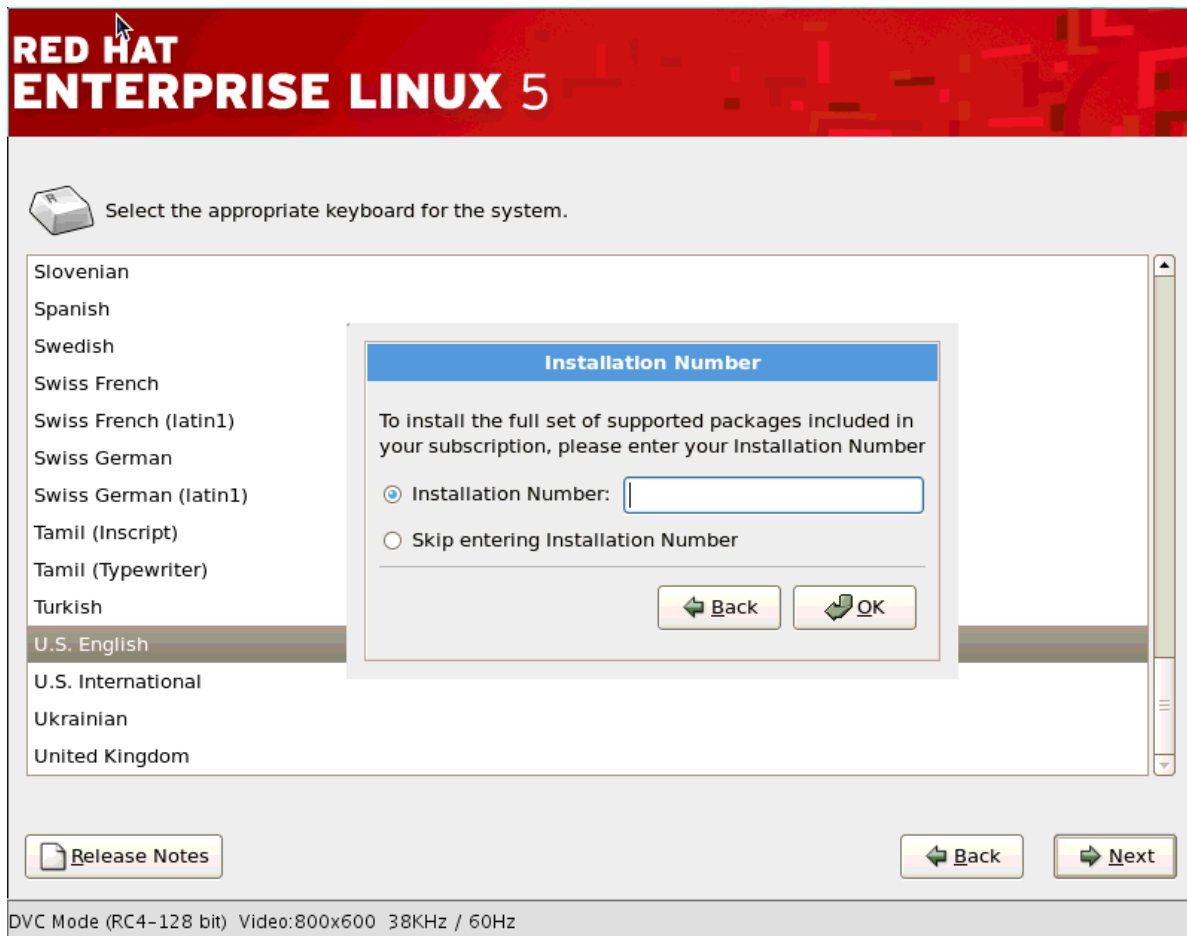 RED HAT
ENTERPRISE LINUX 5
Select the appropriate keyboard for the system.
Slovenian
Spanish
Swedish
Swiss French
Swiss French (latin1)
Swiss German
Swiss German (latin1)
Tamil (Inscript)
Tamil (Typewriter)
Turkish
U.S. English
U.S. International
Ukrainian
United Kingdom
Installation Number
To install the full set of supported packages included in
your subscription, please enter your Installation Number
Installation Number:
Skip entering Installation Number
Back
OK
Release Notes
Back
Next
DVC Mode (RC4-128 bit) Video:800x600 38KHz / 60Hz